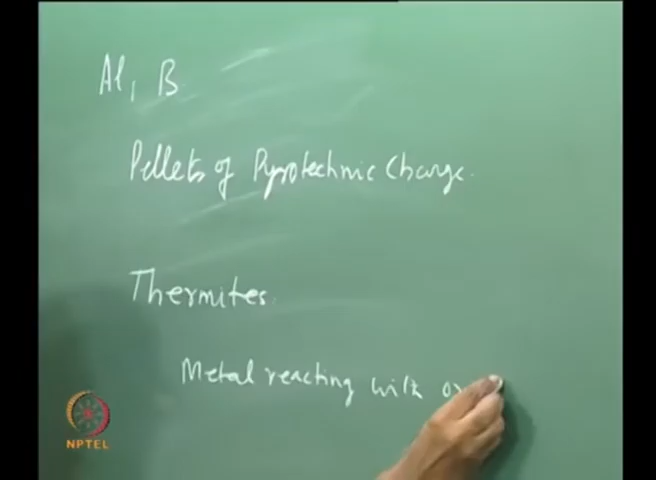 Al, B.
Pellets of Pyrotechnic Charge.
Thermites.
Metal reacting with
NPTEL